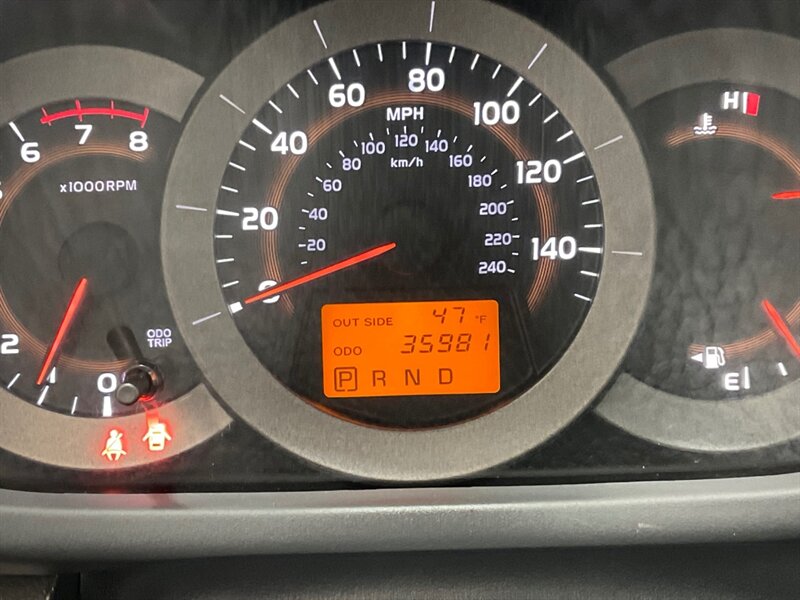 6 7 8
x1000RPM
2
0
ODO
TRIP
MPH
0 20 40 60 80 100 120 140
km/h
20 40 60 80 100 120 140 160 180 200 220 240
OUT SIDE 47 °F
ODO 35981
P R N D
H
E